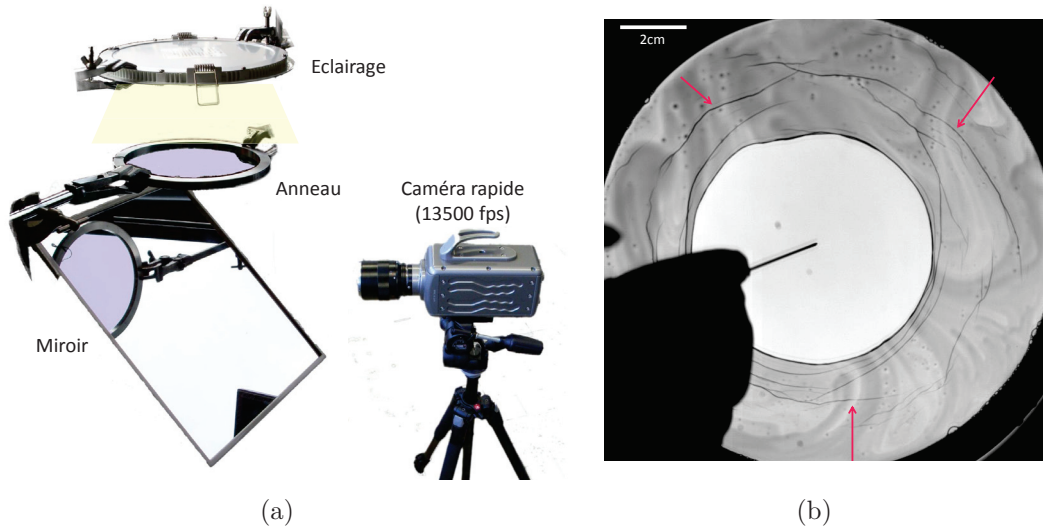 Eclairage
Anneau
Caméra rapide
(13500 fps)
Miroir
2cm
(a)
(b)